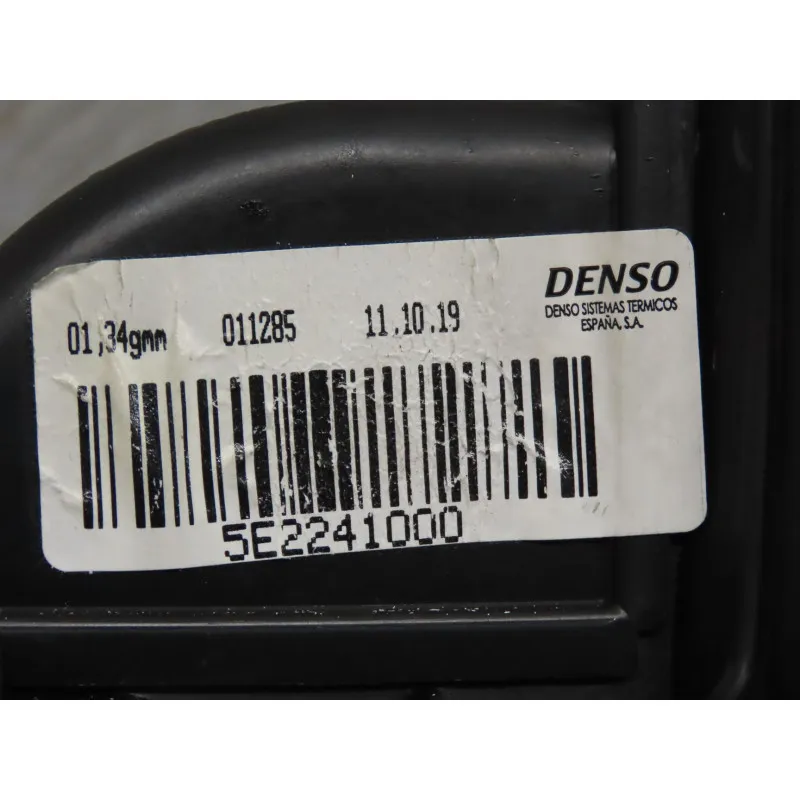 DENSO
DENSO SISTEMAS TERMICOS
ESPAÑA, S.A.
01,34gmm 011285 11.10.19
5E2241000